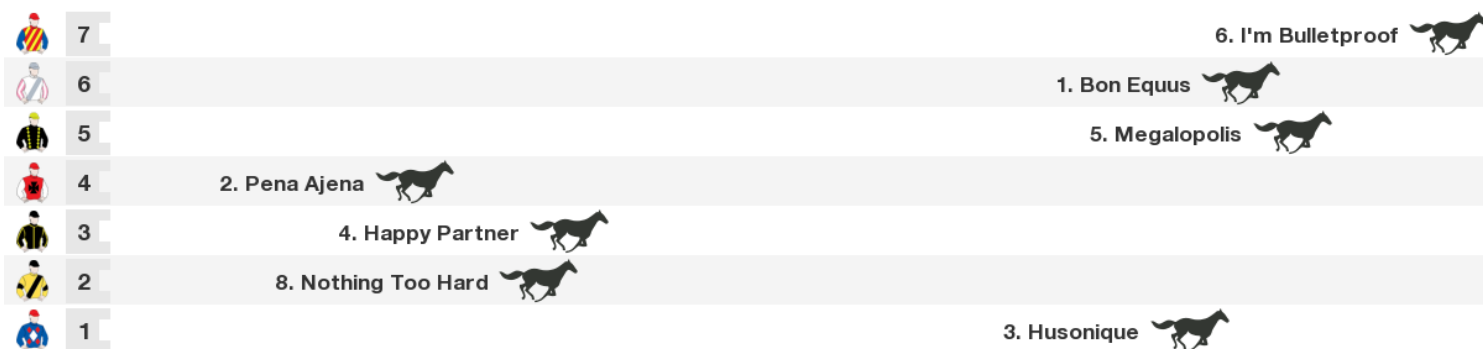 7 6. I'm Bulletproof
6 1. Bon Equus
5 5. Megalopolis
4 2. Pena Ajena
3 4. Happy Partner
2 8. Nothing Too Hard
1 3. Husonique